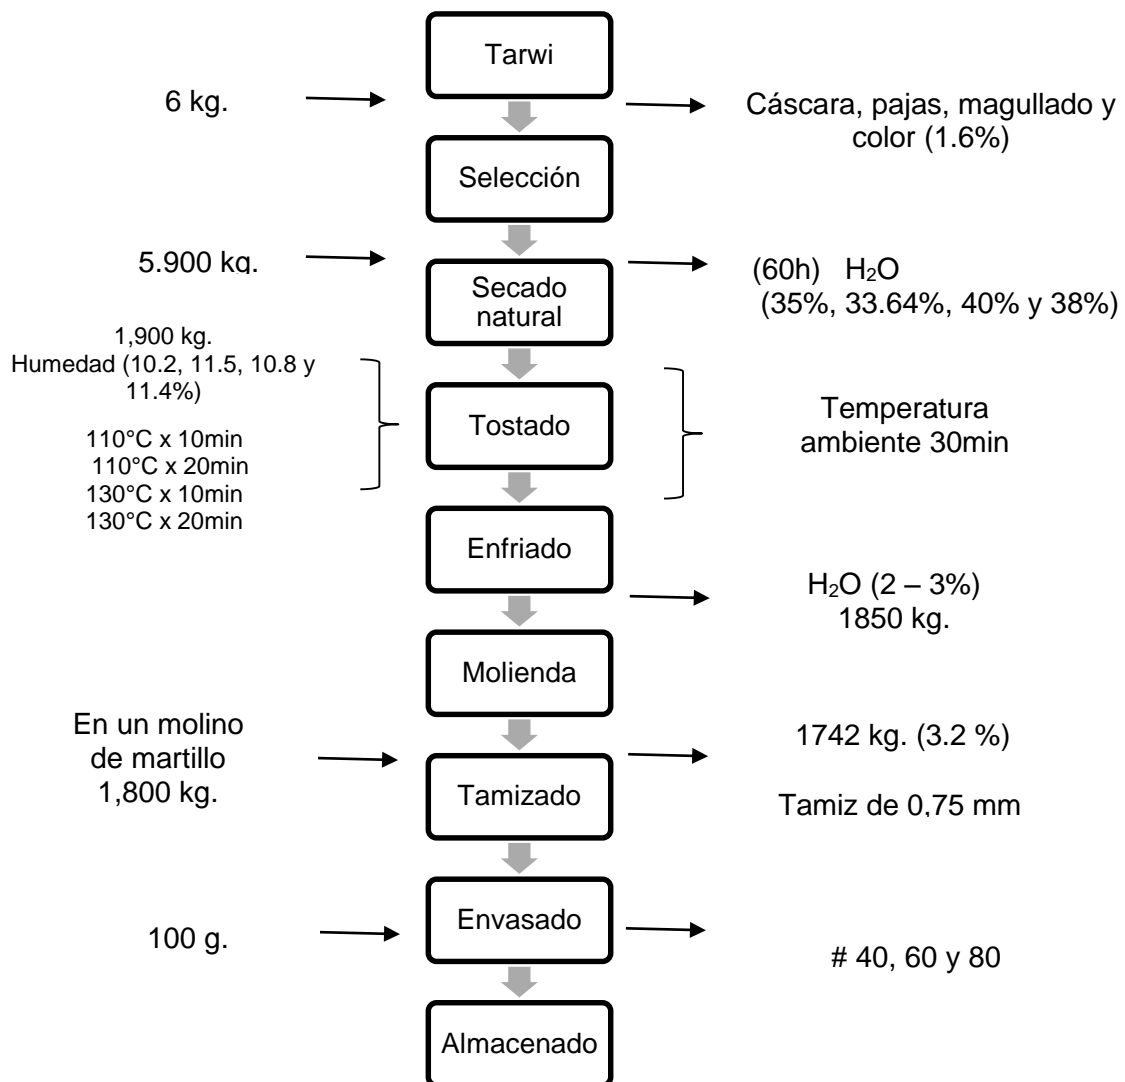 Tarwi
6 kg.
Cáscara, pajas, magullado y
color (1.6%)
Selección
5.900 kg.
(60h) H₂O
(35%, 33.64%, 40% y 38%)
Secado
natural
1,900 kg.
Humedad (10.2, 11.5, 10.8 y
11.4%)
110°C x 10min
110°C x 20min
130°C x 10min
130°C x 20min
Tostado
Temperatura
ambiente 30min
Enfriado
H₂O (2 – 3%)
1850 kg.
Molienda
En un molino
de martillo
1,800 kg.
1742 kg. (3.2 %)
Tamiz de 0,75 mm
Tamizado
100 g.
Envasado
# 40, 60 y 80
Almacenado